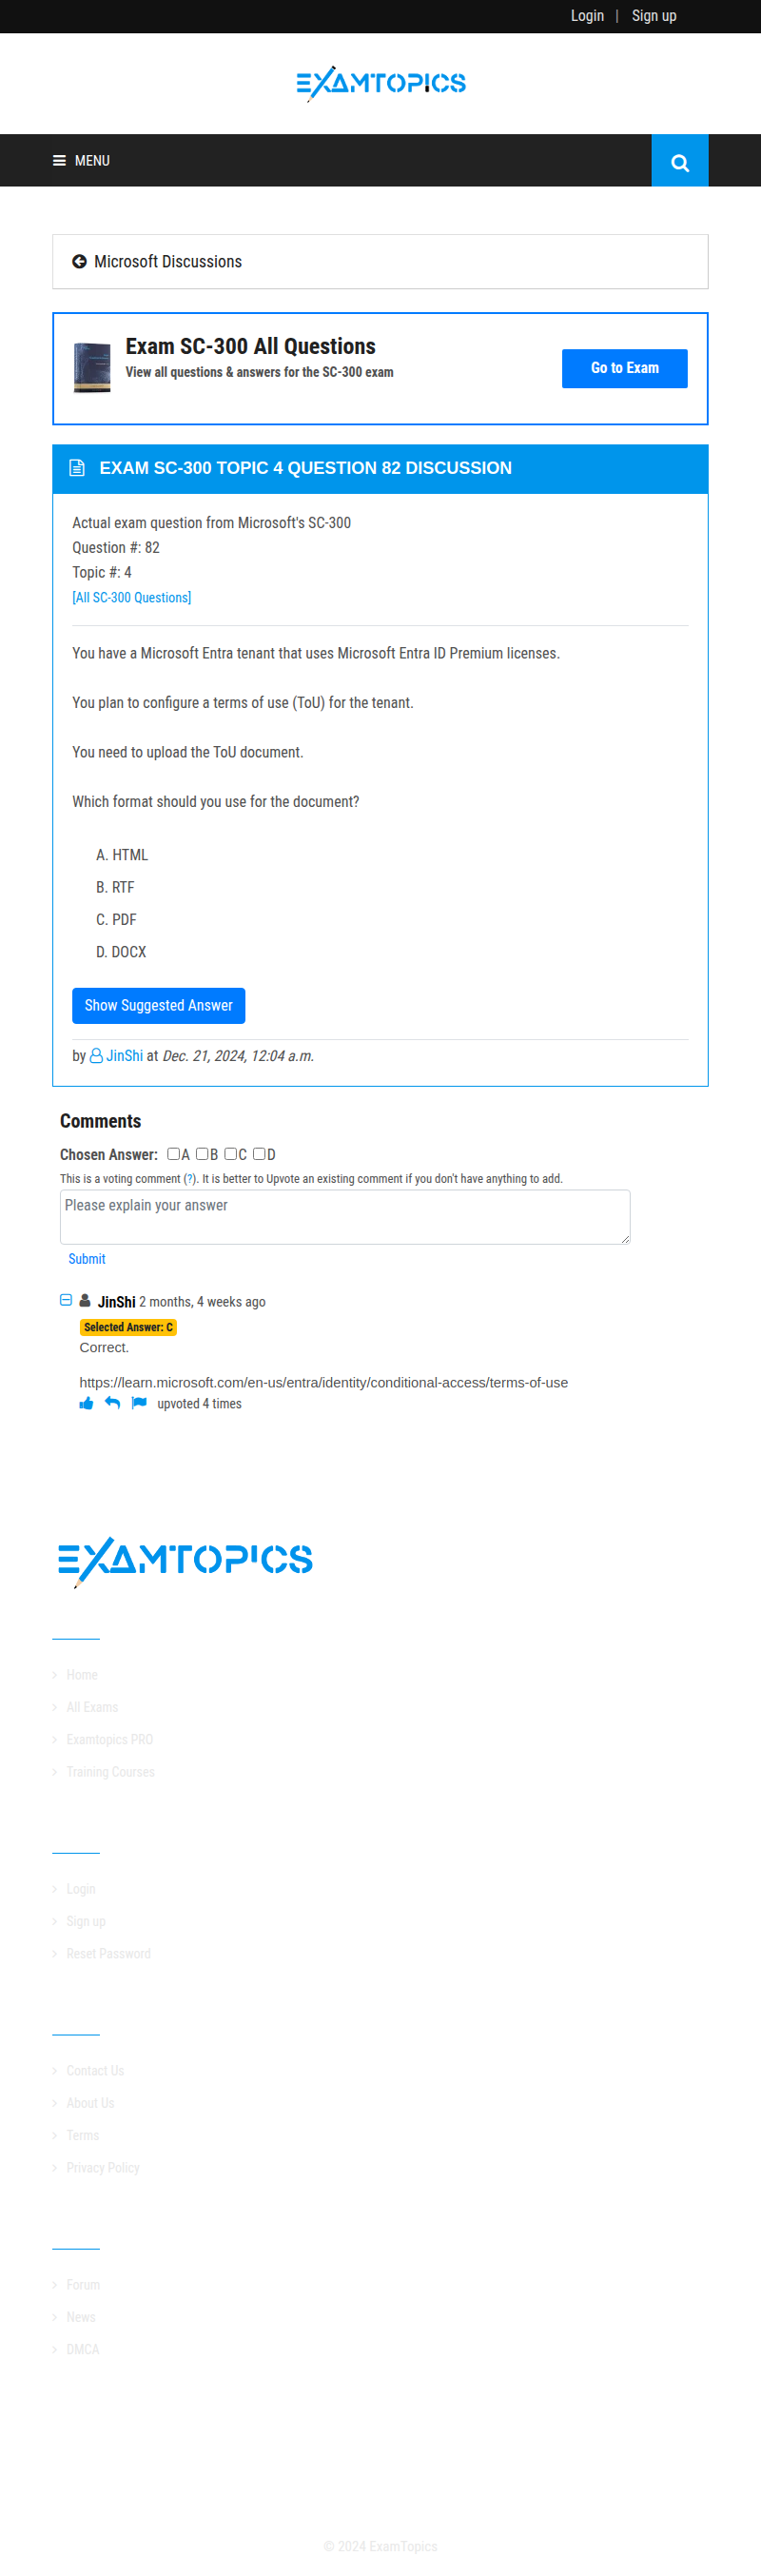 Login | Sign up
EXAMTOPICS
MENU
Microsoft Discussions
Exam SC-300 All Questions
View all questions & answers for the SC-300 exam
Go to Exam
EXAM SC-300 TOPIC 4 QUESTION 82 DISCUSSION
Actual exam question from Microsoft's SC-300
Question #: 82
Topic #: 4
[All SC-300 Questions]
You have a Microsoft Entra tenant that uses Microsoft Entra ID Premium licenses.
You plan to configure a terms of use (ToU) for the tenant.
You need to upload the ToU document.
Which format should you use for the document?
A. HTML
B. RTF
C. PDF
D. DOCX
Show Suggested Answer
by JinShi at Dec. 21, 2024, 12:04 a.m.
Comments
Chosen Answer: A B C D
This is a voting comment (?). It is better to Upvote an existing comment if you don't have anything to add.
Please explain your answer
Submit
JinShi 2 months, 4 weeks ago
Selected Answer: C
Correct.
https://learn.microsoft.com/en-us/entra/identity/conditional-access/terms-of-use
upvoted 4 times
EXAMTOPICS
Home
All Exams
Examtopics PRO
Training Courses
Login
Sign up
Reset Password
Contact Us
About Us
Terms
Privacy Policy
Forum
News
DMCA
© 2024 ExamTopics